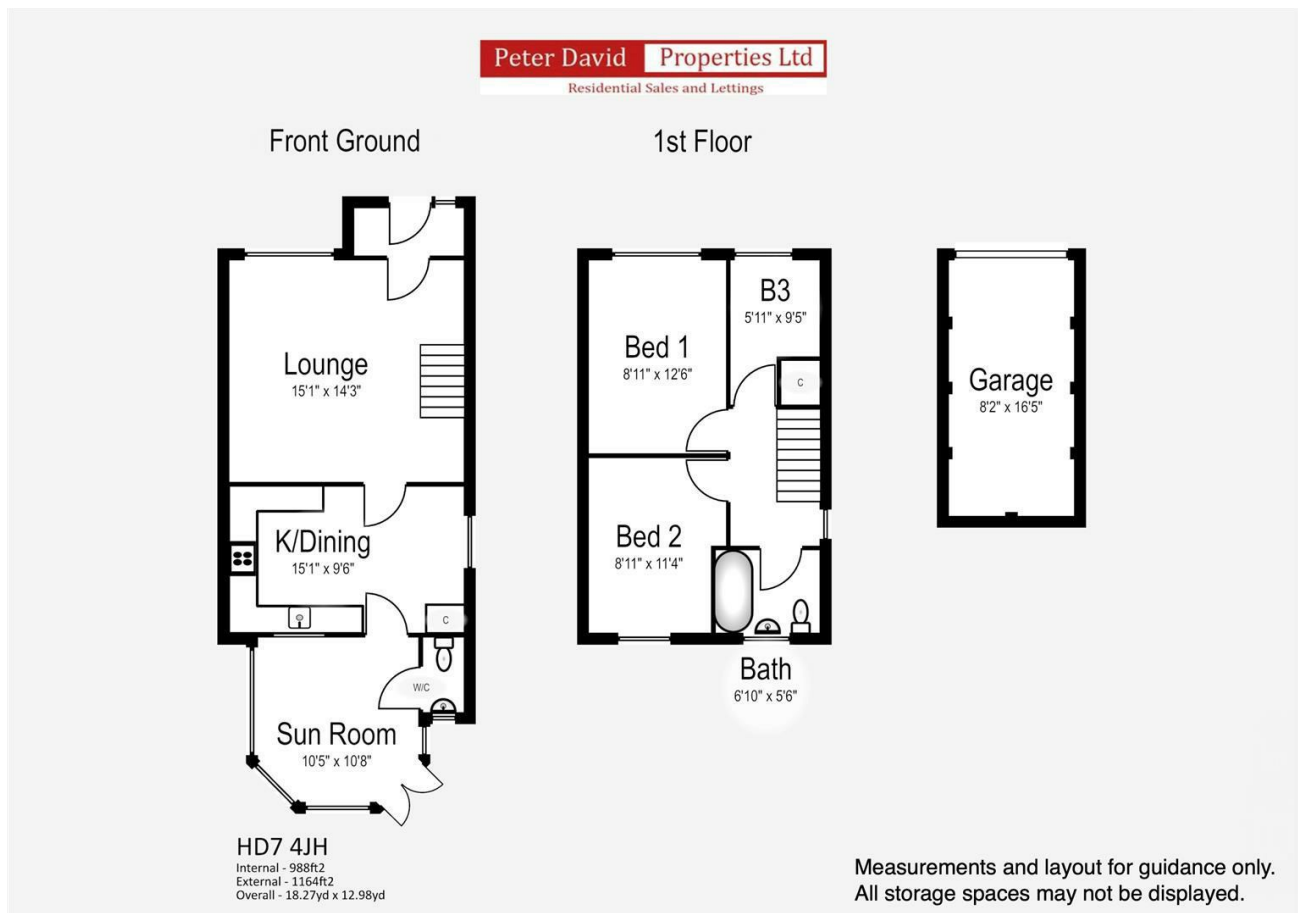 Peter David Properties Ltd
Residential Sales and Lettings
Front Ground
1st Floor
Lounge
15'1" x 14'3"
K/Dining
15'1" x 9'6"
C
W/C
Sun Room
10'5" x 10'8"
Bed 1
8'11" x 12'6"
B3
5'11" x 9'5"
C
Bed 2
8'11" x 11'4"
Bath
6'10" x 5'6"
Garage
8'2" x 16'5"
HD7 4JH
Internal - 988ft2
External - 1164ft2
Overall - 18.27yd x 12.98yd
Measurements and layout for guidance only.
All storage spaces may not be displayed.